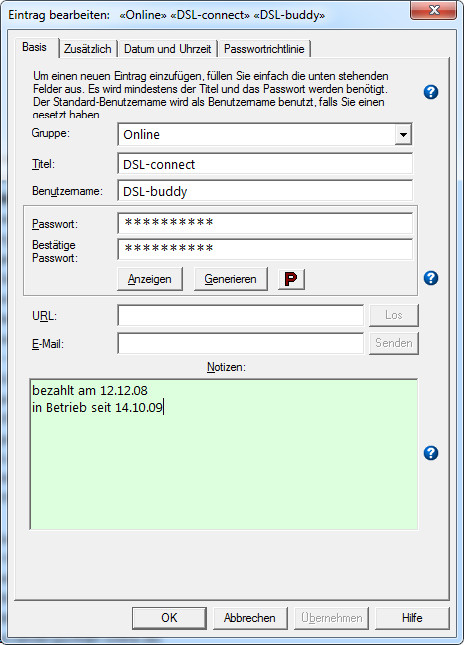 Eintrag bearbeiten: «Online» «DSL-connect» «DSL-buddy»
Basis Zusätzlich Datum und Uhrzeit Passwortrichtlinie
Um einen neuen Eintrag einzufügen, füllen Sie einfach die unten stehenden
Felder aus. Es wird mindestens der Titel und das Passwort werden benötigt.
Der Standard-Benutzername wird als Benutzername benutzt, falls Sie einen
gesetzt haben
Gruppe: Online
Titel: DSL-connect
Benutzername: DSL-buddy
Passwort: **********
Bestätige
Passwort: **********
Anzeigen Generieren P
URL: Los
E-Mail: Senden
Notizen:
bezahlt am 12.12.08
in Betrieb seit 14.10.09
OK Abbrechen Übernehmen Hilfe